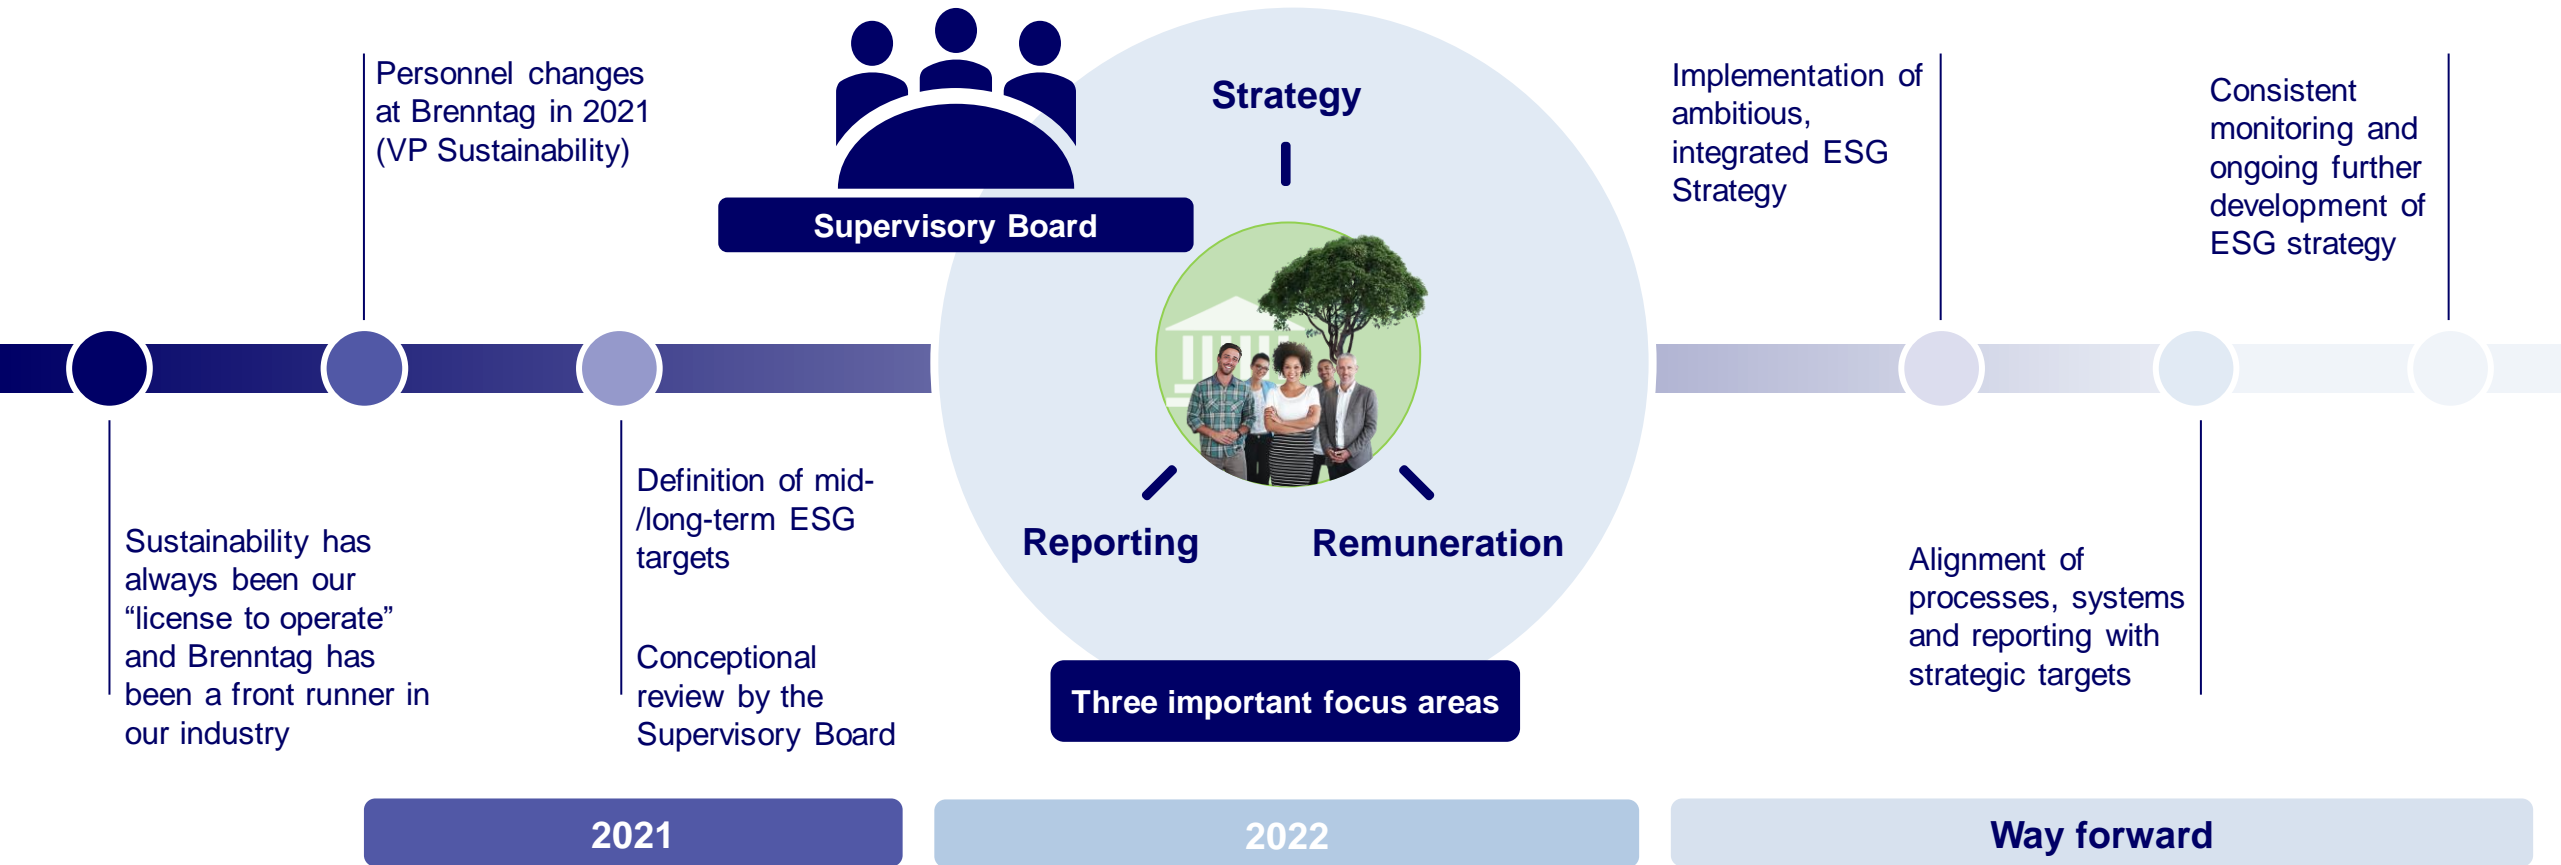 Personnel changes
at Brenntag in 2021
(VP Sustainability)
Supervisory Board
Strategy
Reporting
Remuneration
Three important focus areas
Implementation of
ambitious,
integrated ESG
Strategy
Consistent
monitoring and
ongoing further
development of
ESG strategy
Sustainability has
always been our
“license to operate”
and Brenntag has
been a front runner in
our industry
Definition of mid-
/long-term ESG
targets
Conceptional
review by the
Supervisory Board
Alignment of
processes, systems
and reporting with
strategic targets
2021
2022
Way forward